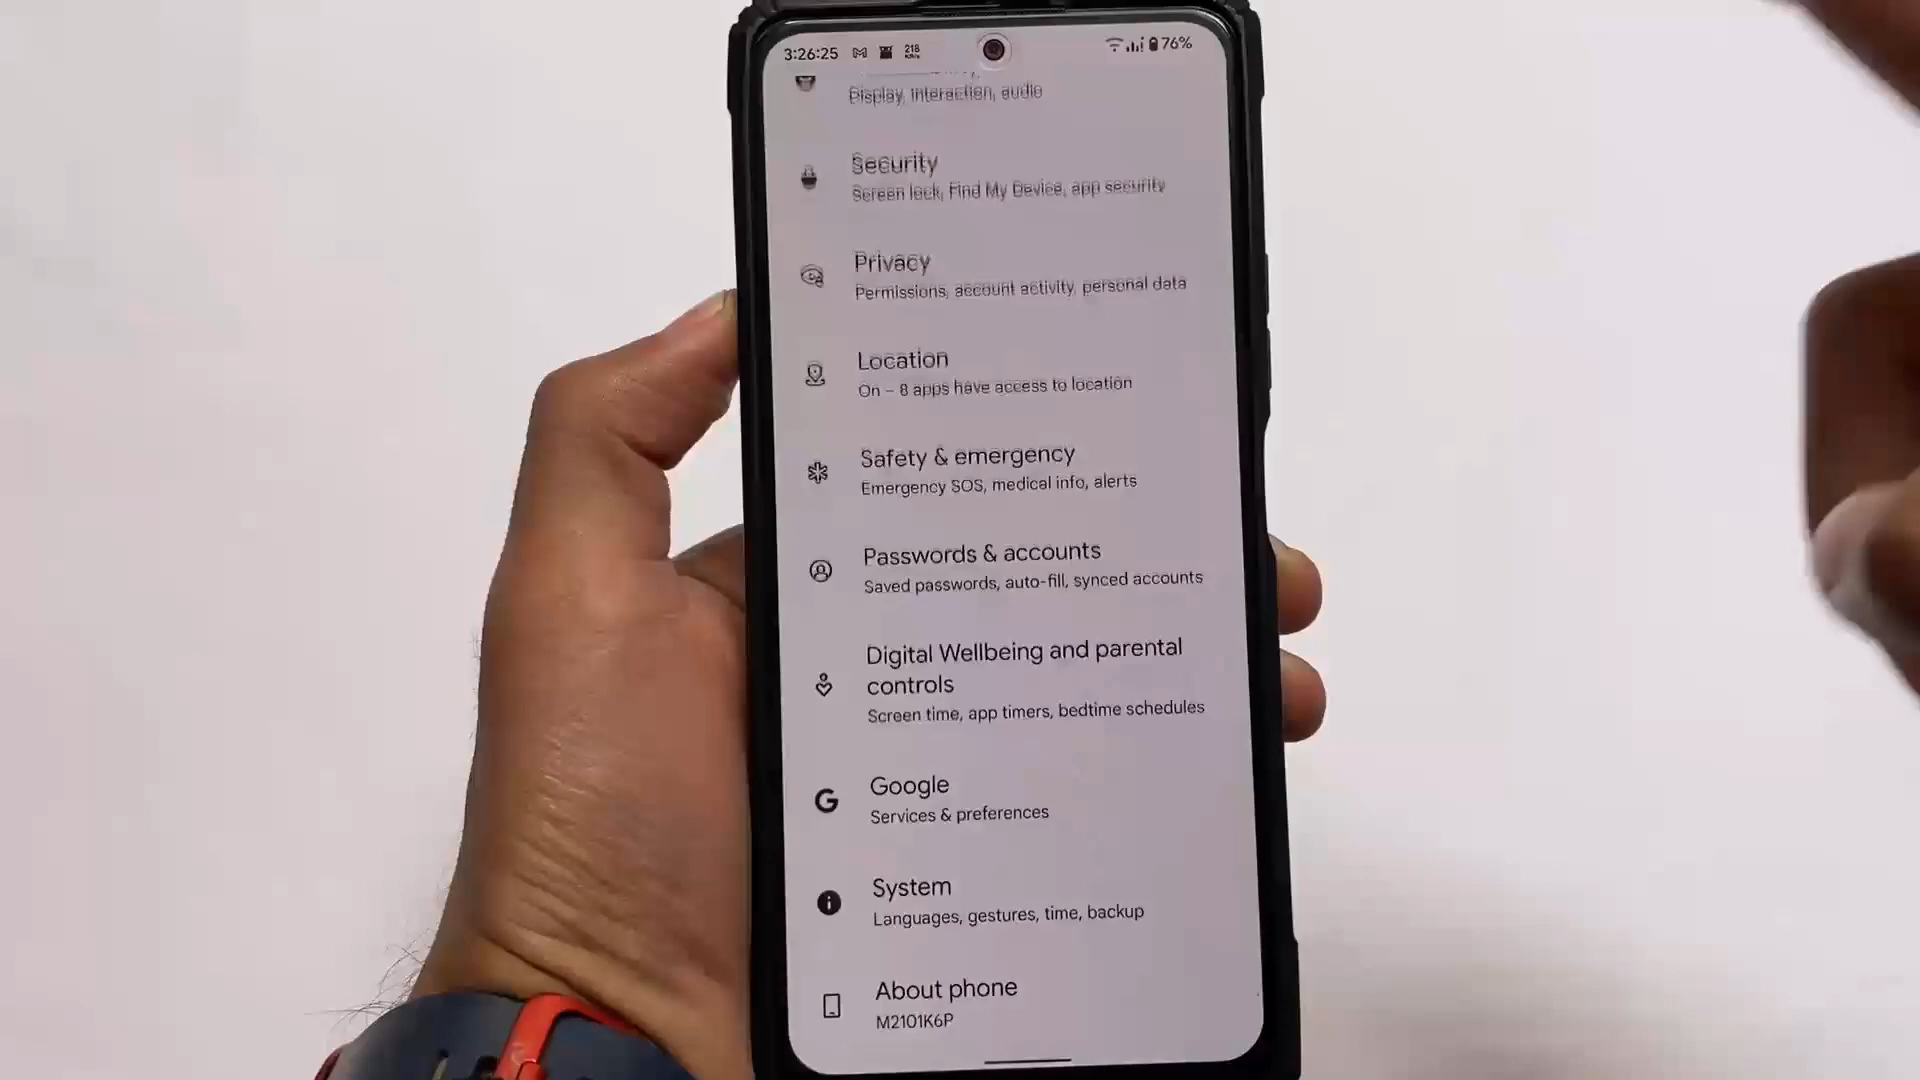 3:26:25 218 KB/s 76%
Display, interaction, audio
Security
Screen lock, Find My Device, app security
Privacy
Permissions, account activity, personal data
Location
On – 8 apps have access to location
Safety & emergency
Emergency SOS, medical info, alerts
Passwords & accounts
Saved passwords, auto-fill, synced accounts
Digital Wellbeing and parental
controls
Screen time, app timers, bedtime schedules
Google
Services & preferences
System
Languages, gestures, time, backup
About phone
M2101K6P